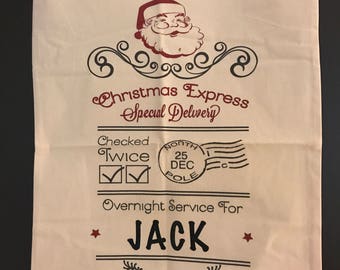 Christmas Express
Special Delivery
Checked
Twice
NORTH
25
DEC
POLE
Overnight Service For
JACK